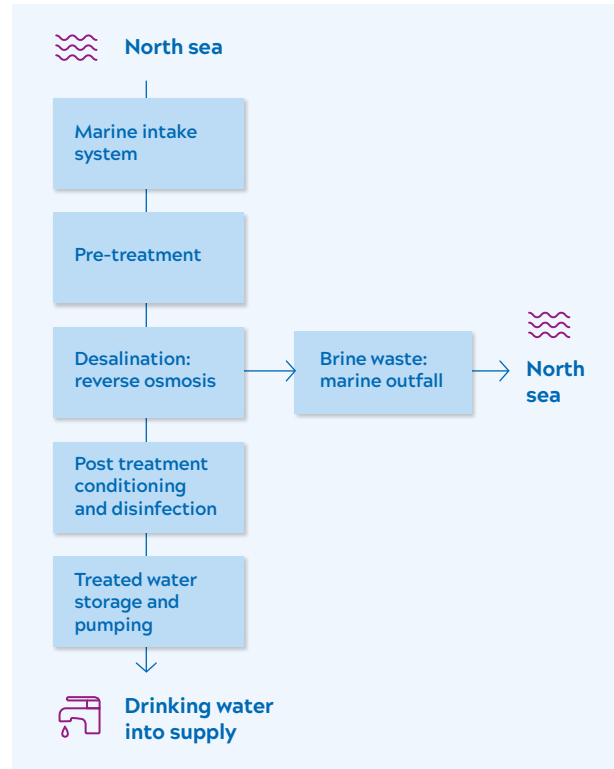 North sea
Marine intake
system
Pre-treatment
Desalination:
reverse osmosis
Brine waste:
marine outfall
North
sea
Post treatment
conditioning
and disinfection
Treated water
storage and
pumping
Drinking water
into supply